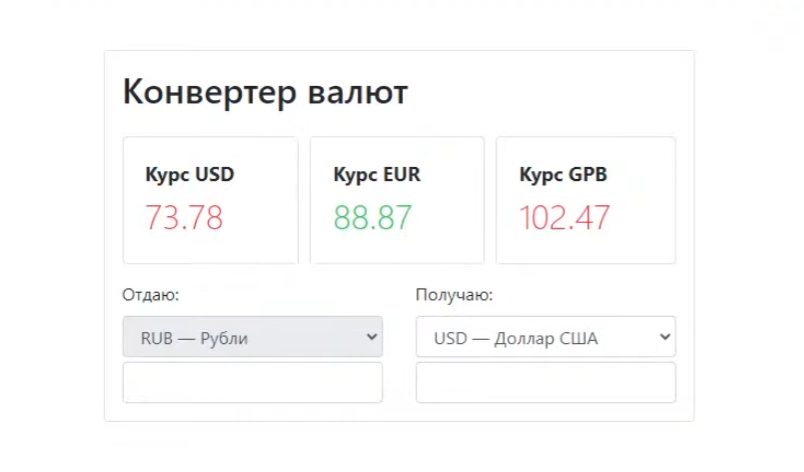 Конвертер валют
Курс USD
73.78
Курс EUR
88.87
Курс GPB
102.47
Отдаю:
Получаю:
RUB — Рубли
USD — Доллар США